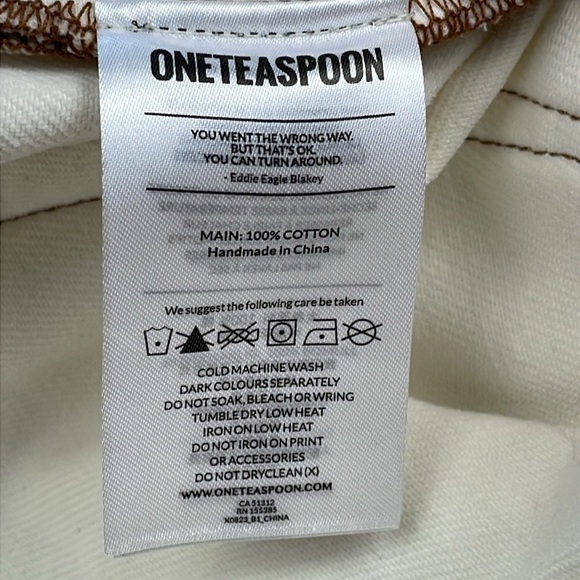 ONETEASPOON
YOU WENT THE WRONG WAY.
BUT THAT'S OK.
YOU CAN TURN AROUND.
- Eddie Eagle Blakey
MAIN: 100% COTTON
Handmade in China
We suggest the following care be taken
COLD MACHINE WASH
DARK COLOURS SEPARATELY
DO NOT SOAK, BLEACH OR WRING
TUMBLE DRY LOW HEAT
IRON ON LOW HEAT
DO NOT IRON ON PRINT
OR ACCESSORIES
DO NOT DRYCLEAN (X)
WWW.ONETEASPOON.COM
CA 51312
RN 155385
X0823_B1_CHINA